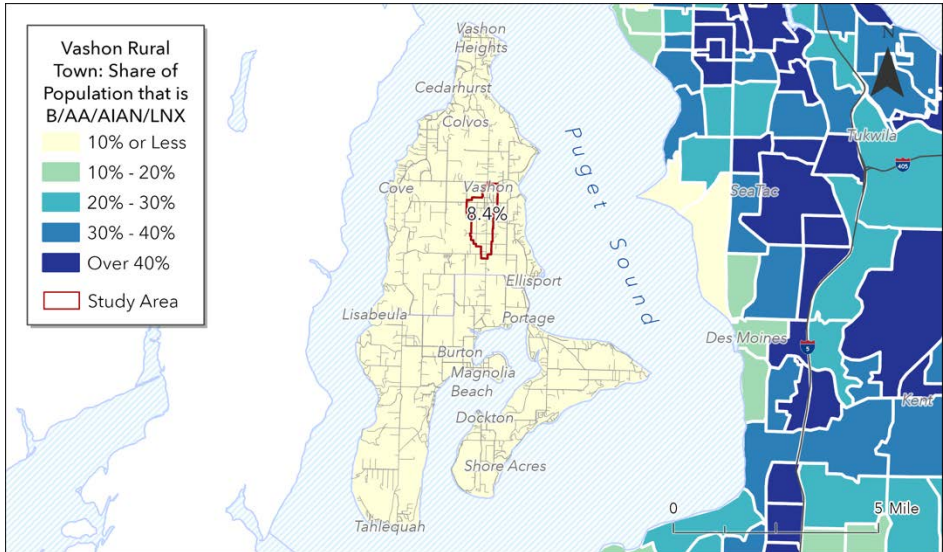 Vashon Rural
Town: Share of
Population that is
B/AA/AIAN/LNX
10% or Less
10% - 20%
20% - 30%
30% - 40%
Over 40%
Study Area
Vashon
Heights
Cedarhurst
Colvos
Cove
Vashon
8.4%
Ellisport
Lisabeula
Portage
Burton
Magnolia
Beach
Dockton
Shore Acres
Tahlequah
Puget Sound
N
Tukwila
405
SeaTac
Des Moines
5
Kent
0
5 Mile